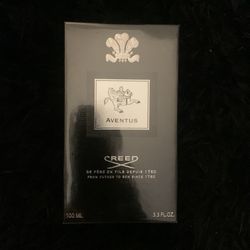 AVENTUS
CREED
DE PÈRE EN FILS DEPUIS 1760
FROM FATHER TO SON SINCE 1760
100 ML
3.3 FL.OZ.